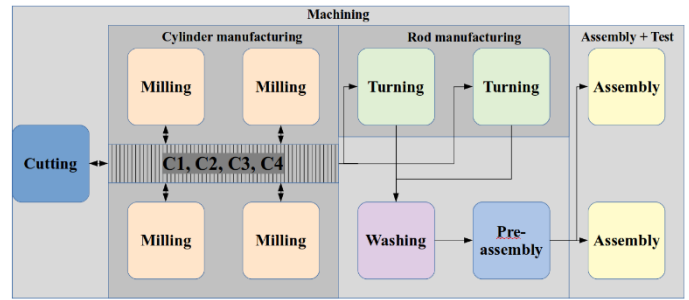 Machining
Cylinder manufacturing
Rod manufacturing
Assembly + Test
Milling
Milling
Turning
Turning
Assembly
Cutting
C1, C2, C3, C4
Milling
Milling
Washing
Pre-
assembly
Assembly